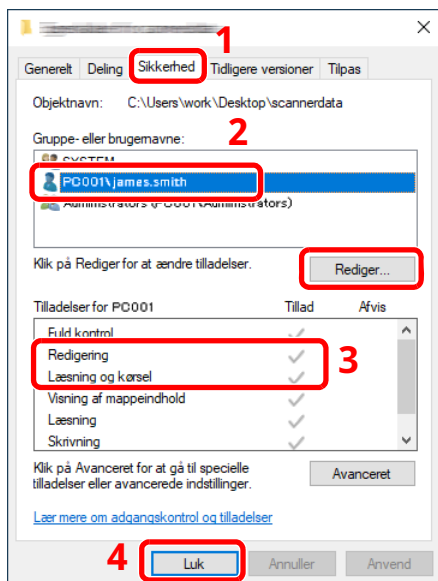 1
Generelt Deling Sikkerhed Tidligere versioner Tilpas
Objektnavn: C:\Users\work\Desktop\scannerdata
2
Gruppe- eller brugernavne:
SYSTEM
PC001\james.smith
Administrators (PC001\Administrators)
Klik på Rediger for at ændre tilladelser.
Rediger...
Tilladelser for PC001 Tillad Afvis
Fuld kontrol
Redigering
3
Læsning og kørsel
Visning af mappeindhold
Læsning
Skrivning
Klik på Avanceret for at gå til specielle
tilladelser eller avancerede indstillinger.
Avanceret
Lær mere om adgangskontrol og tilladelser
4
Luk Annuller Anvend